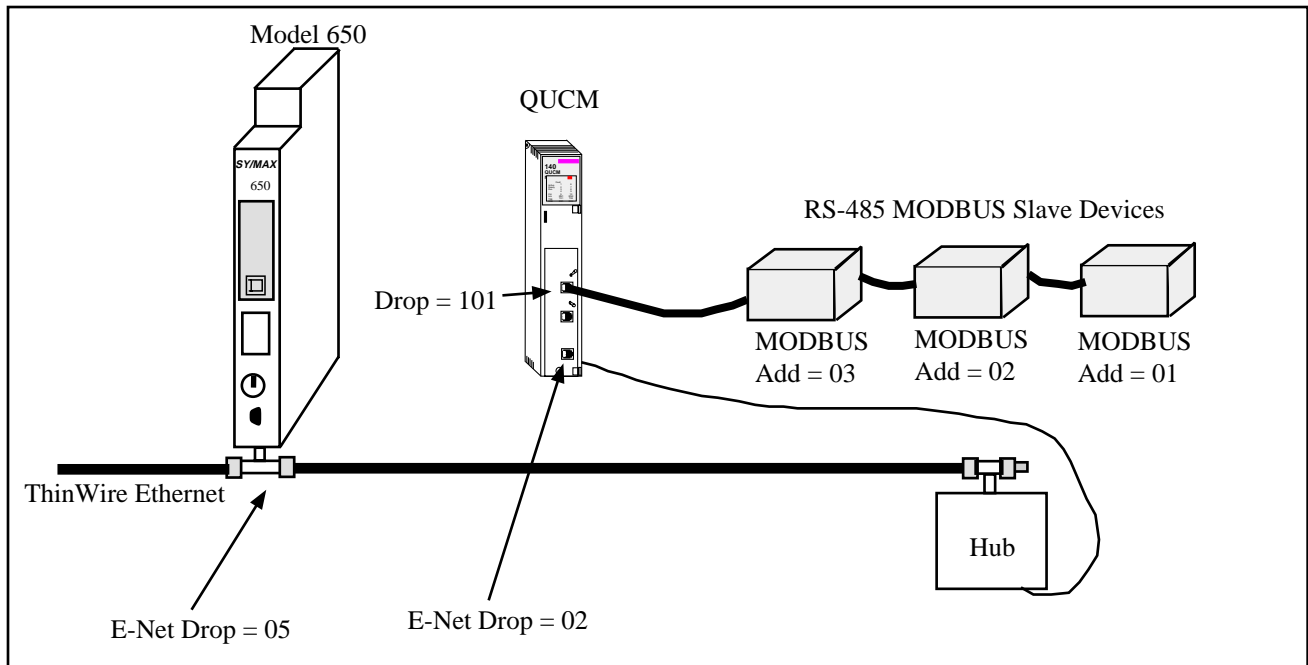 Model 650
QUCM
SY/MAX
650
140
QUCM
RS-485 MODBUS Slave Devices
Drop = 101
MODBUS
Add = 03
MODBUS
Add = 02
MODBUS
Add = 01
ThinWire Ethernet
Hub
E-Net Drop = 05
E-Net Drop = 02